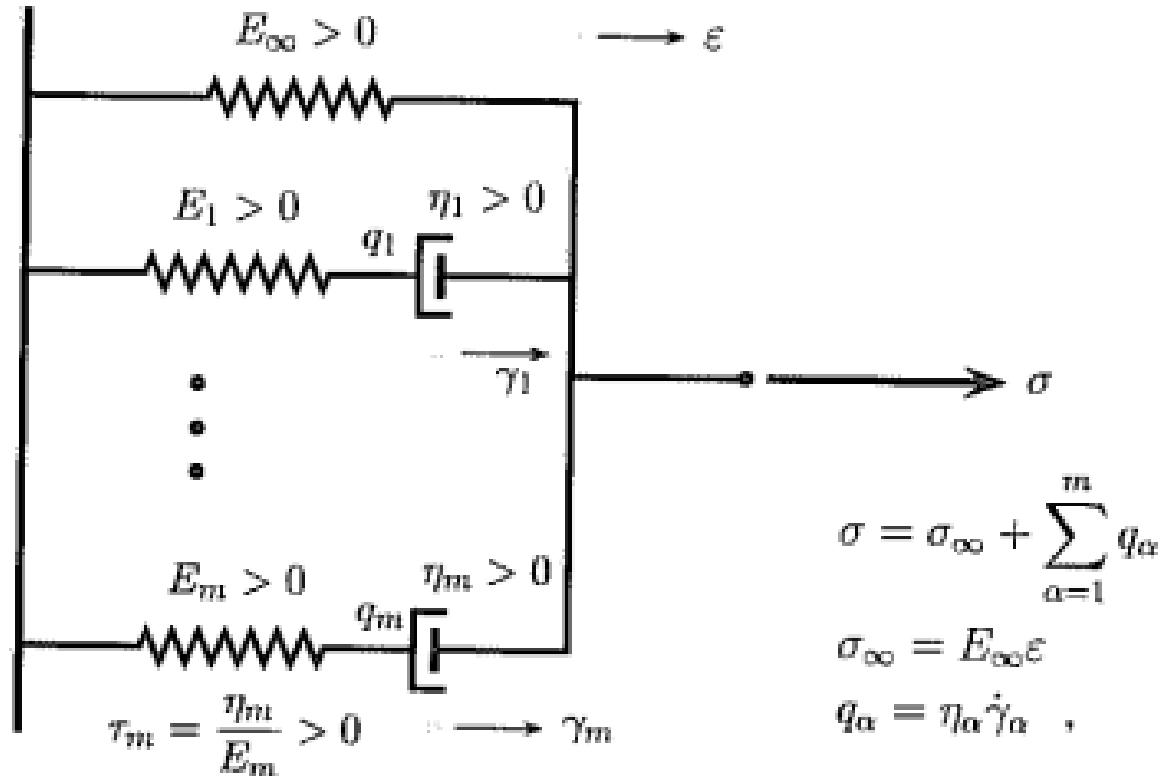 E∞ > 0
ε
E₁ > 0
η₁ > 0
q₁
γ₁
σ
σ = σ∞ + ∑_{α=1}^{m} q_α
E_m > 0
η_m > 0
q_m
σ∞ = E∞ε
τ_m = η_m/E_m > 0
γ_m
q_α = η_α γ̇_α ,